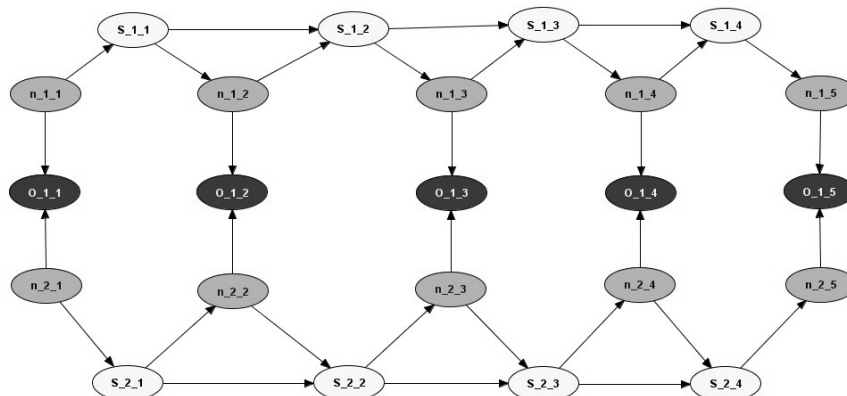 S_1_1 S_1_2 S_1_3 S_1_4
n_1_1 n_1_2 n_1_3 n_1_4 n_1_5
O_1_1 O_1_2 O_1_3 O_1_4 O_1_5
n_2_1 n_2_2 n_2_3 n_2_4 n_2_5
S_2_1 S_2_2 S_2_3 S_2_4